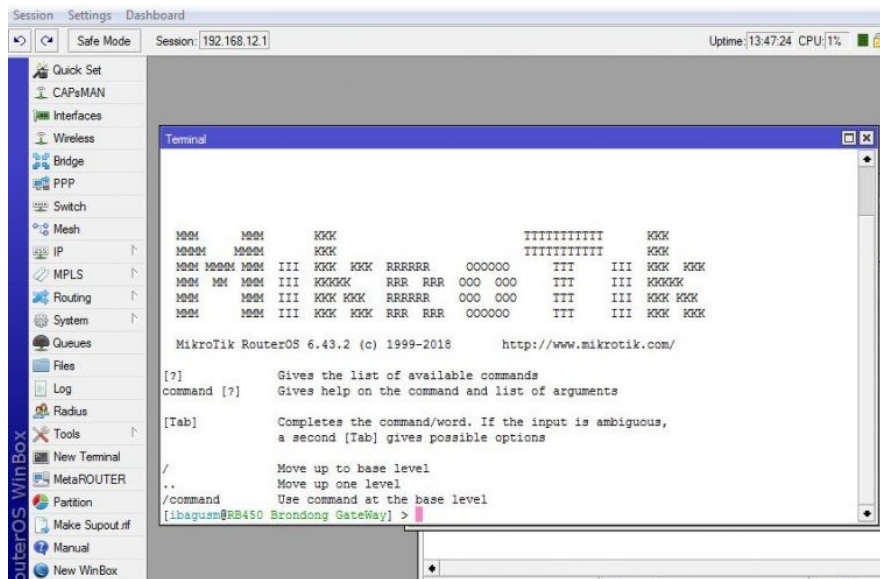 Session Settings Dashboard
Safe Mode Session: 192.168.12.1 Uptime: 13:47:24 CPU: 1%
Quick Set
CAPsMAN
Interfaces
Wireless
Bridge
PPP
Switch
Mesh
IP
MPLS
Routing
System
Queues
Files
Log
Radius
Tools
New Terminal
MetaROUTER
Partition
Make Supout.rif
Manual
New WinBox
uterOS WinBox
Terminal
MMM      MMM       KKK                          TTTTTTTTTTT      KKK
MMMM    MMMM       KKK                          TTTTTTTTTTT      KKK
MMM MMMM MMM  III  KKK  KKK  RRRRRR     OOOOOO      TTT     III  KKK  KKK
MMM  MM  MMM  III  KKKKK     RRR  RRR  OOO  OOO     TTT     III  KKKKK
MMM      MMM  III  KKK KKK   RRRRRR    OOO  OOO     TTT     III  KKK KKK
MMM      MMM  III  KKK  KKK  RRR  RRR   OOOOOO      TTT     III  KKK  KKK
MikroTik RouterOS 6.43.2 (c) 1999-2018       http://www.mikrotik.com/
[?]             Gives the list of available commands
command [?]     Gives help on the command and list of arguments
[Tab]           Completes the command/word. If the input is ambiguous,
a second [Tab] gives possible options
/               Move up to base level
..              Move up one level
/command        Use command at the base level
[ibagusm@RB450 Brondong GateWay] >